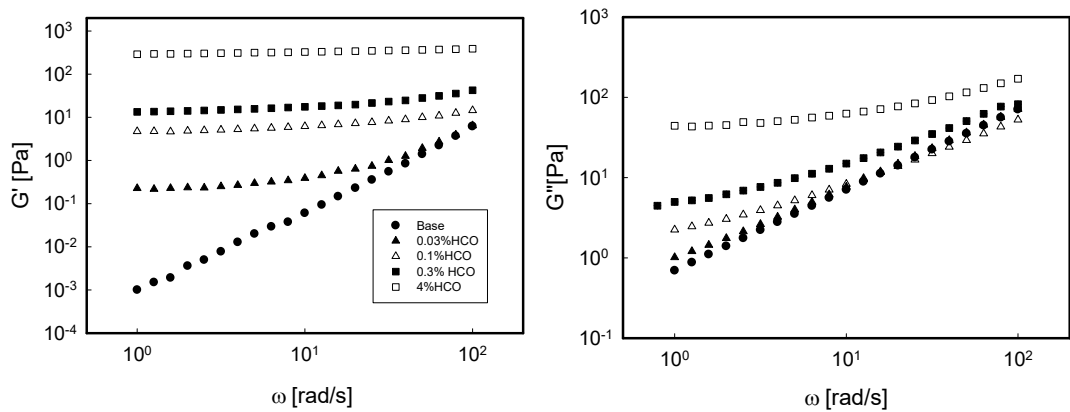 10³
10²
10¹
10⁰
10⁻¹
10⁻²
10⁻³
10⁻⁴
G' [Pa]
Base
0.03%HCO
0.1%HCO
0.3% HCO
4%HCO
10⁰ 10¹ 10²
ω [rad/s]
10³
10²
10¹
10⁰
10⁻¹
G''[Pa]
10⁰ 10¹ 10²
ω [rad/s]